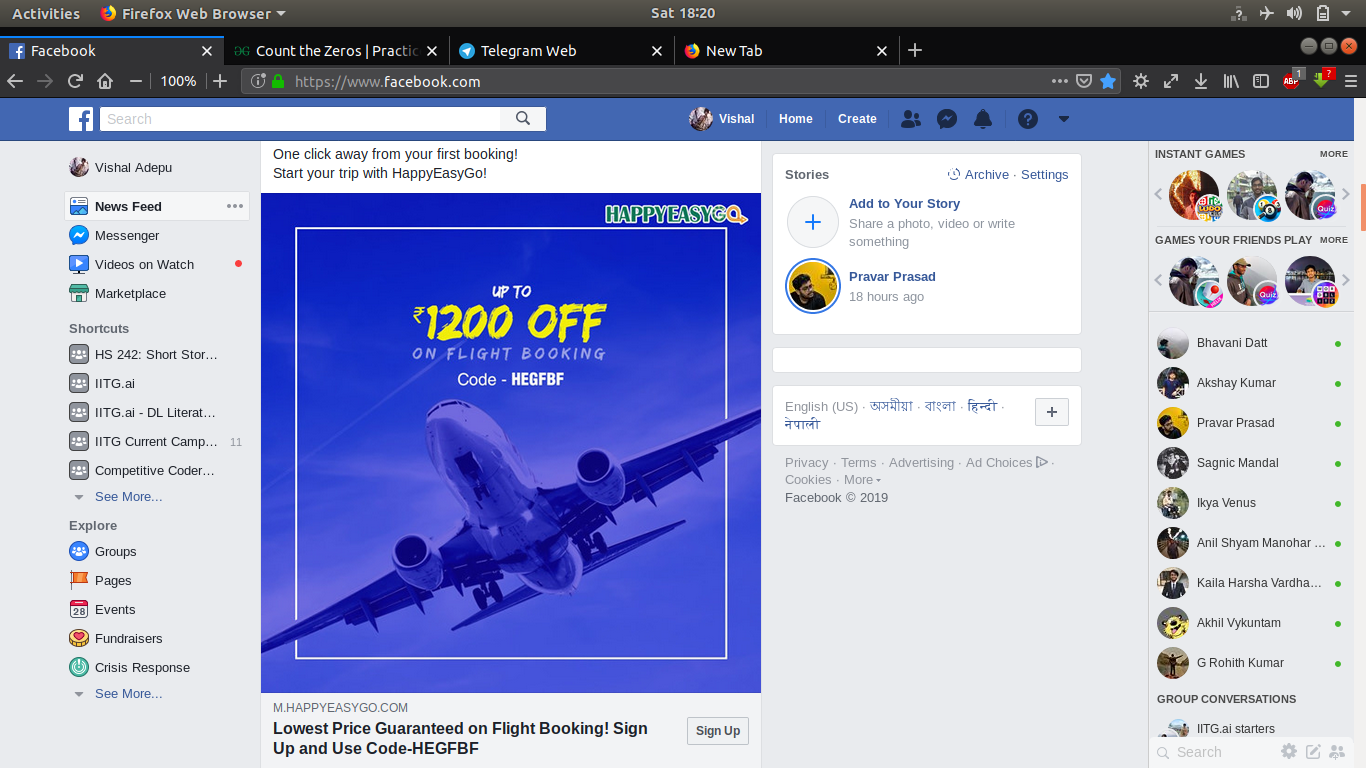 Activities
Firefox Web Browser
Sat 18:20
Facebook
Count the Zeros | Practic
Telegram Web
New Tab
100%
https://www.facebook.com
ABP
1
?
Search
Vishal
Home
Create
Vishal Adepu
News Feed
Messenger
Videos on Watch
Marketplace
Shortcuts
HS 242: Short Stor...
IITG.ai
IITG.ai - DL Literat...
IITG Current Camp... 11
Competitive Coder...
See More...
Explore
Groups
Pages
28
Events
Fundraisers
Crisis Response
See More...
One click away from your first booking!
Start your trip with HappyEasyGo!
HAPPYEASYGO
UP TO
₹1200 OFF
ON FLIGHT BOOKING
Code - HEGFBF
M.HAPPYEASYGO.COM
Lowest Price Guaranteed on Flight Booking! Sign
Up and Use Code-HEGFBF
Sign Up
Stories
Archive · Settings
Add to Your Story
Share a photo, video or write
something
Pravar Prasad
18 hours ago
English (US) · অসমীয়া · বাংলা · हिन्दी ·
नेपाली
Privacy · Terms · Advertising · Ad Choices ·
Cookies · More
Facebook © 2019
INSTANT GAMES
MORE
Quiz
GAMES YOUR FRIENDS PLAY
MORE
Quiz
Bhavani Datt
Akshay Kumar
Pravar Prasad
Sagnic Mandal
Ikya Venus
Anil Shyam Manohar ...
Kaila Harsha Vardha...
Akhil Vykuntam
G Rohith Kumar
GROUP CONVERSATIONS
IITG.ai starters
Search